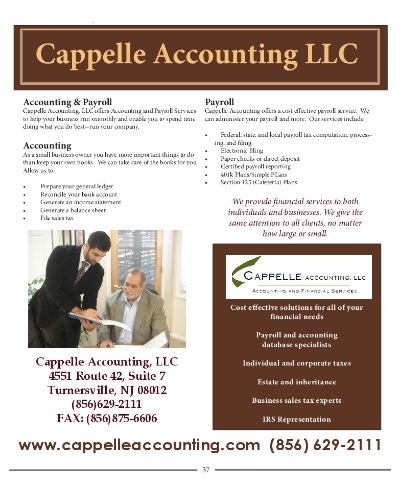 Cappelle Accounting LLC
Accounting & Payroll
Cappelle Accounting, LLC offers Accounting and Payroll Services
to help your business run smoothly and enable you to spend time
doing what you do best--run your company.
Accounting
As a small business owner you have more important things to do
than keep your own books. We can take care of the books for you
Allow us to:
• Prepare your general ledger
• Reconcile your bank account
• Generate an income statement
• Generate a balance sheet
• File sales tax
Payroll
Cappelle Accounting offers a cost effective payroll service. We
can administer your payroll and more. Our services include:
• Federal, state, and local payroll tax computation, process-
ing, and filing
• Electronic filing
• Paper checks or direct deposit
• Certified payroll reporting
• 401k Plans/Simple PLans
• Section 125 (Cafeteria) Plans
We provide financial services to both
individuals and businesses. We give the
same attention to all clients, no matter
how large or small.
CAPPELLE ACCOUNTING, LLC
ACCOUNTING AND FINANCIAL SERVICES
Cost effective solutions for all of your
financial needs
Payroll and accounting
database specialists
Individual and corporate taxes
Estate and inheritance
Business sales tax experts
IRS Representation
Cappelle Accounting, LLC
4551 Route 42, Suite 7
Turnersville, NJ 08012
(856)629-2111
FAX: (856)875-6606
www.cappelleaccounting.com (856) 629-2111
37